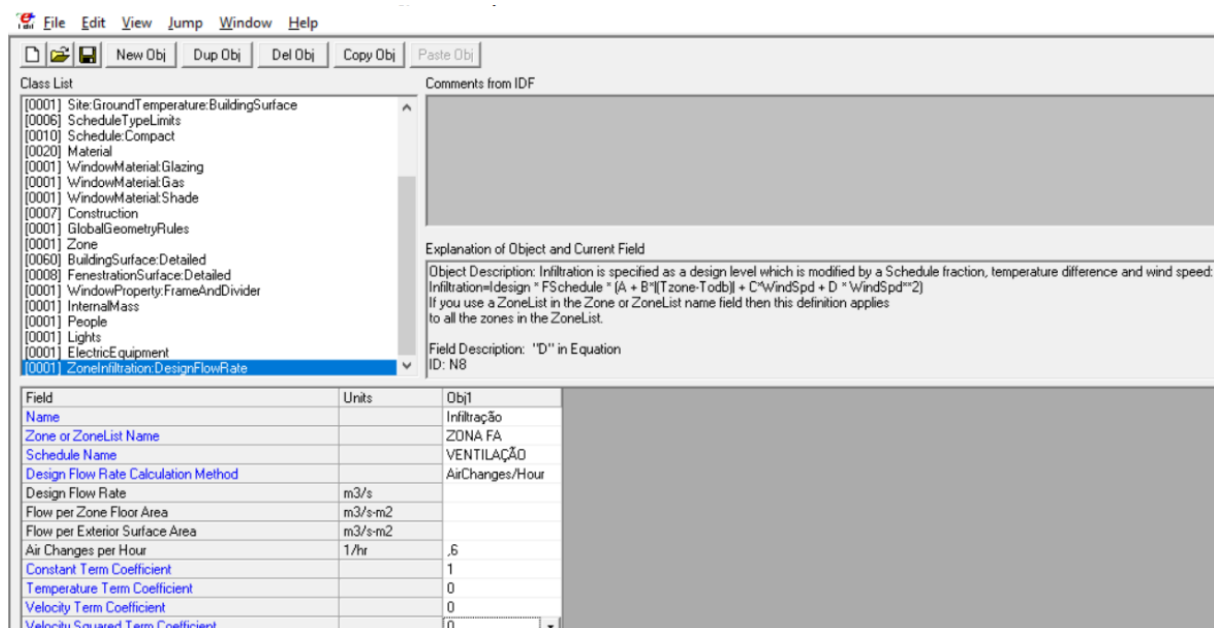 File Edit View Jump Window Help
New Obj Dup Obj Del Obj Copy Obj Paste Obj
Class List
[0001] Site:GroundTemperature:BuildingSurface
[0006] ScheduleTypeLimits
[0010] Schedule:Compact
[0020] Material
[0001] WindowMaterial:Glazing
[0001] WindowMaterial:Gas
[0001] WindowMaterial:Shade
[0007] Construction
[0001] GlobalGeometryRules
[0001] Zone
[0060] BuildingSurface:Detailed
[0008] FenestrationSurface:Detailed
[0001] WindowProperty:FrameAndDivider
[0001] InternalMass
[0001] People
[0001] Lights
[0001] ElectricEquipment
[0001] ZoneInfiltration:DesignFlowRate
Comments from IDF
Explanation of Object and Current Field
Object Description: Infiltration is specified as a design level which is modified by a Schedule fraction, temperature difference and wind speed:
Infiltration=Idesign * FSchedule * (A + B*|(Tzone-Todb)| + C*WindSpd + D * WindSpd**2)
If you use a ZoneList in the Zone or ZoneList name field then this definition applies
to all the zones in the ZoneList.
Field Description: "D" in Equation
ID: N8
Field Units Obj1
Name Infiltração
Zone or ZoneList Name ZONA FA
Schedule Name VENTILAÇÃO
Design Flow Rate Calculation Method AirChanges/Hour
Design Flow Rate m3/s
Flow per Zone Floor Area m3/s-m2
Flow per Exterior Surface Area m3/s-m2
Air Changes per Hour 1/hr ,6
Constant Term Coefficient 1
Temperature Term Coefficient 0
Velocity Term Coefficient 0
Velocity Squared Term Coefficient 0